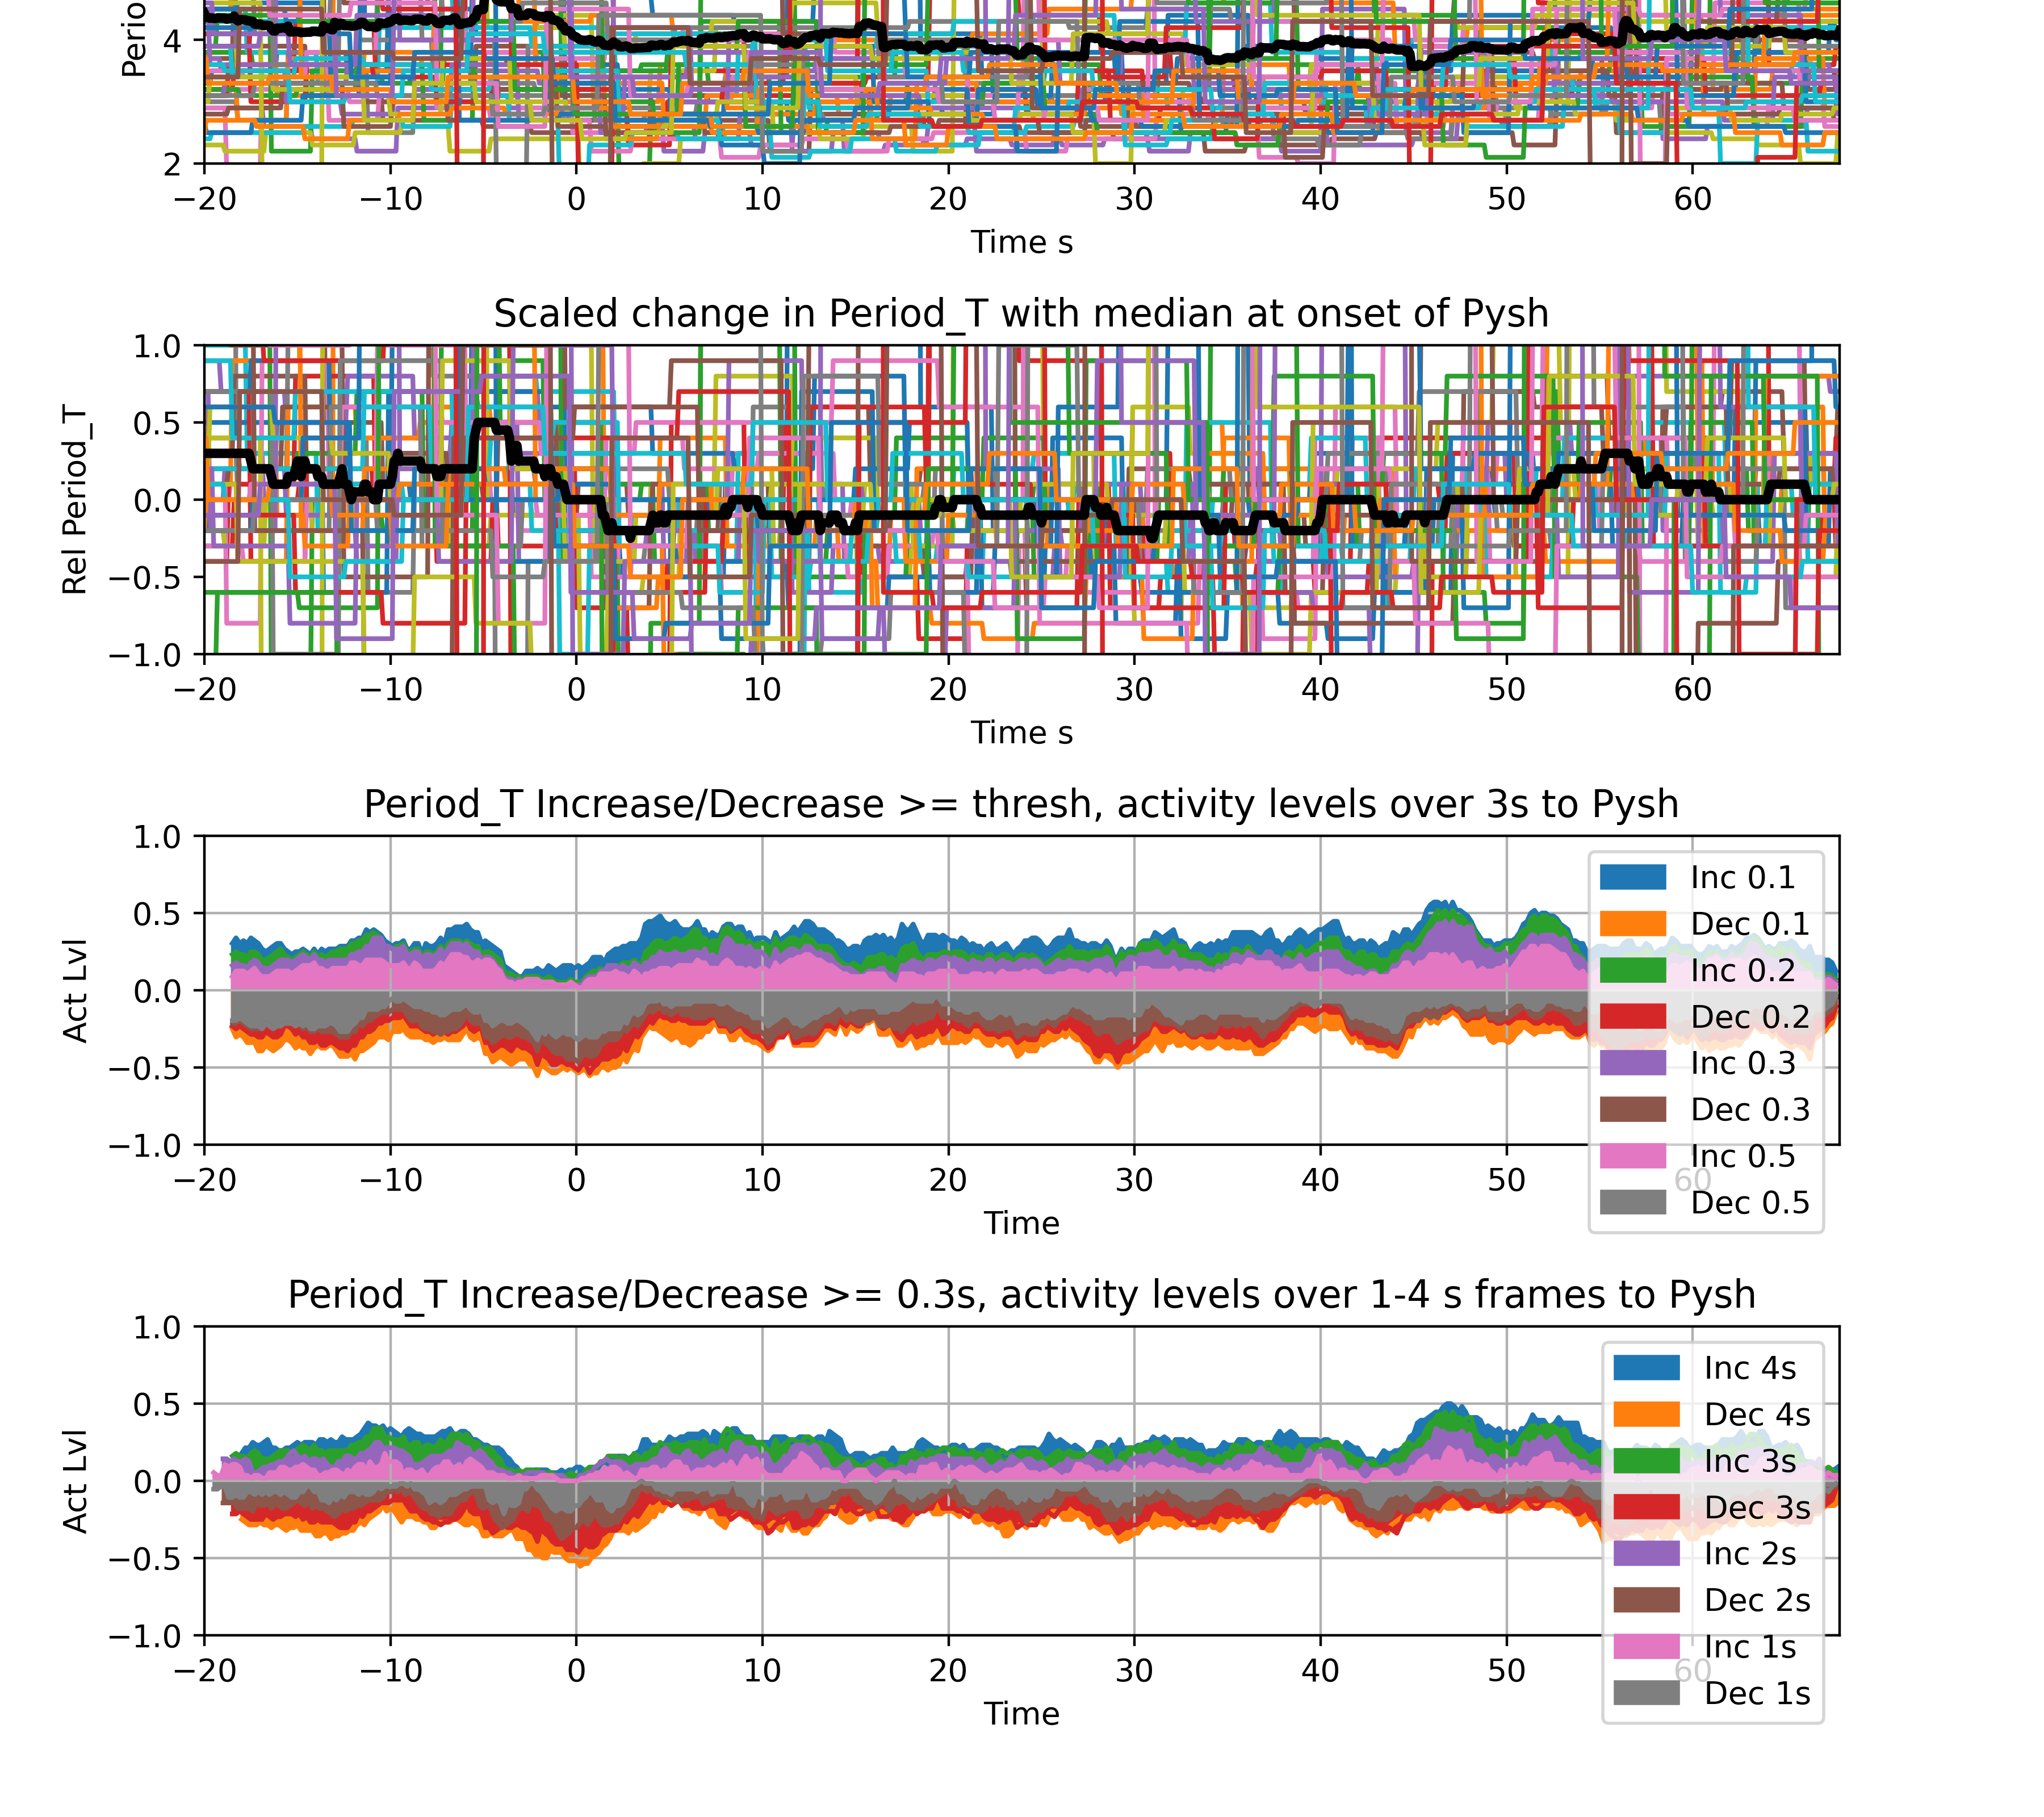 Perio
4
2
−20 −10 0 10 20 30 40 50 60
Time s
Scaled change in Period_T with median at onset of Pysh
Rel Period_T
1.0
0.5
0.0
−0.5
−1.0
−20 −10 0 10 20 30 40 50 60
Time s
Period_T Increase/Decrease >= thresh, activity levels over 3s to Pysh
Act Lvl
1.0
0.5
0.0
−0.5
−1.0
Inc 0.1
Dec 0.1
Inc 0.2
Dec 0.2
Inc 0.3
Dec 0.3
Inc 0.5
Dec 0.5
−20 −10 0 10 20 30 40 50 60
Time
Period_T Increase/Decrease >= 0.3s, activity levels over 1-4 s frames to Pysh
Act Lvl
1.0
0.5
0.0
−0.5
−1.0
Inc 4s
Dec 4s
Inc 3s
Dec 3s
Inc 2s
Dec 2s
Inc 1s
Dec 1s
−20 −10 0 10 20 30 40 50 60
Time